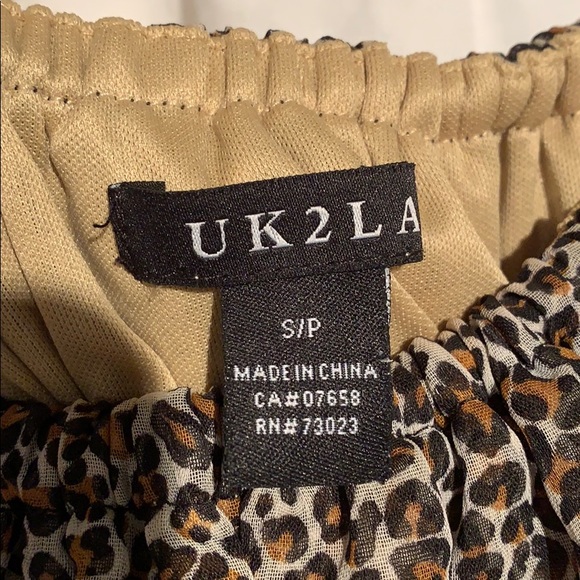 UK2LA
S/P
MADE IN CHINA
CA# 07658
RN# 73023